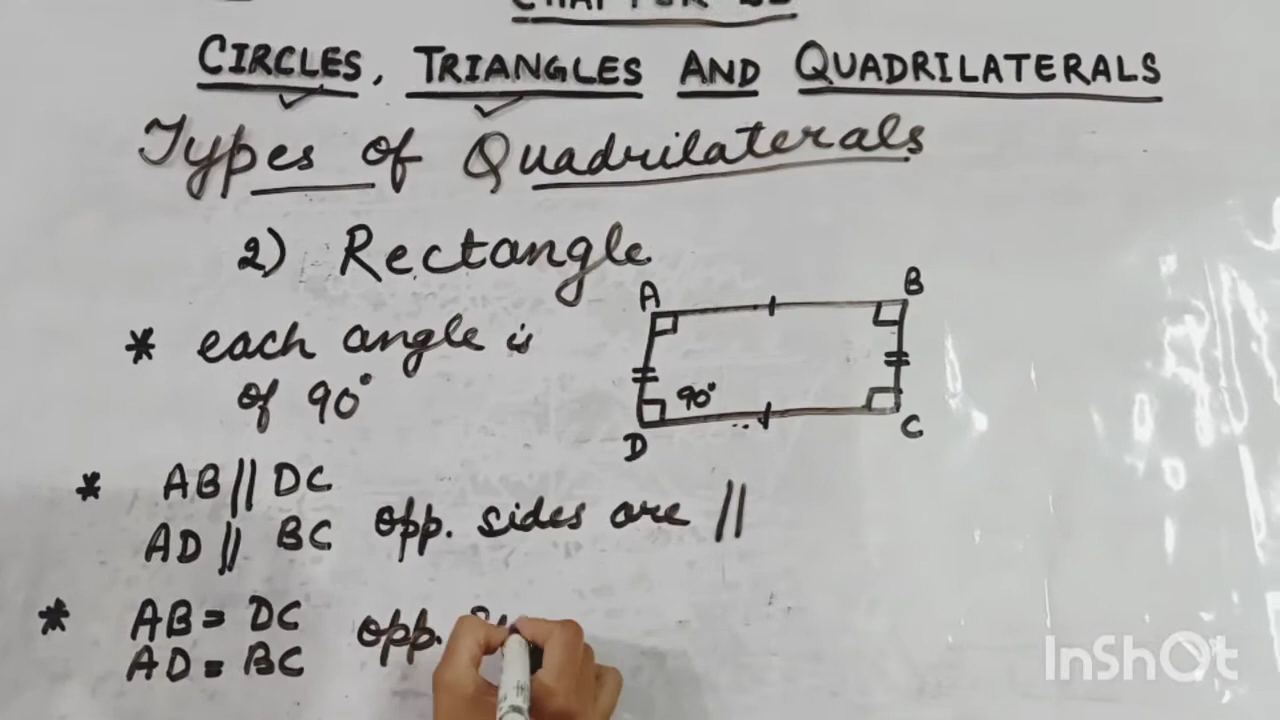 CIRCLES, TRIANGLES AND QUADRILATERALS
Types of Quadrilaterals
2) Rectangle
* each angle is
of 90°
A
B
90°
D
C
* AB || DC
AD || BC opp. sides are ||
* AB = DC
AD = BC opp.
InShOt